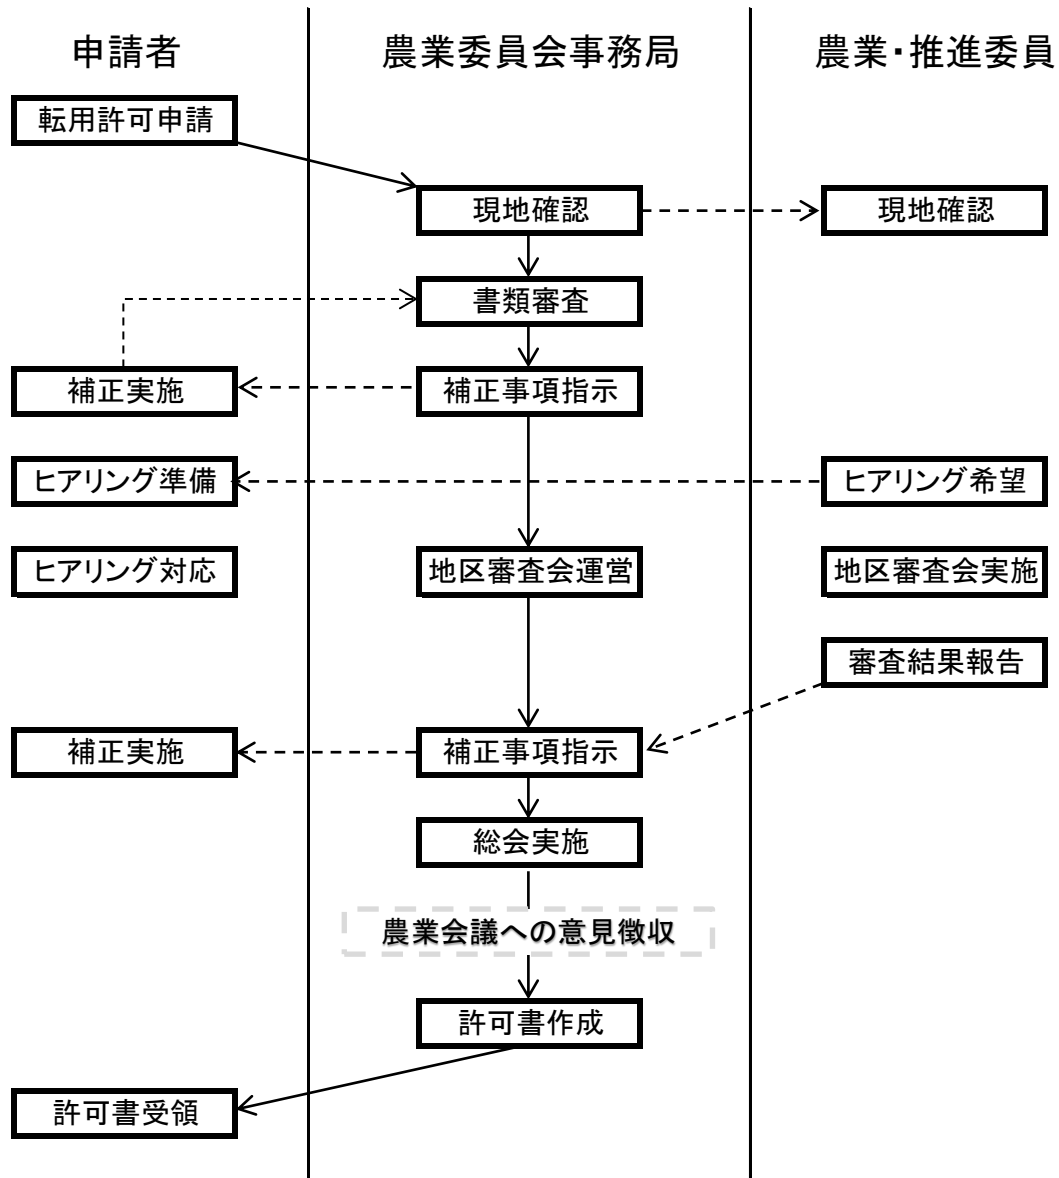 申請者
農業委員会事務局
農業・推進委員
転用許可申請
現地確認
現地確認
書類審査
補正実施
補正事項指示
ヒアリング準備
ヒアリング希望
ヒアリング対応
地区審査会運営
地区審査会実施
審査結果報告
補正実施
補正事項指示
総会実施
農業会議への意見徴収
許可書作成
許可書受領